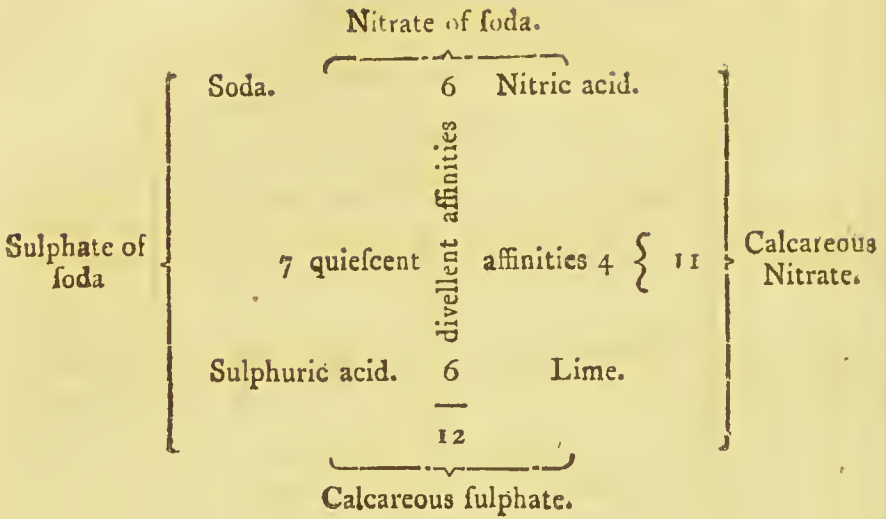 Nitrate of ſoda.
Soda. 6 Nitric acid.
divellent affinities
Sulphate of ſoda
7 quieſcent affinities 4 { 11
Calcareous Nitrate.
Sulphuric acid. 6 Lime.
12
Calcareous ſulphate.